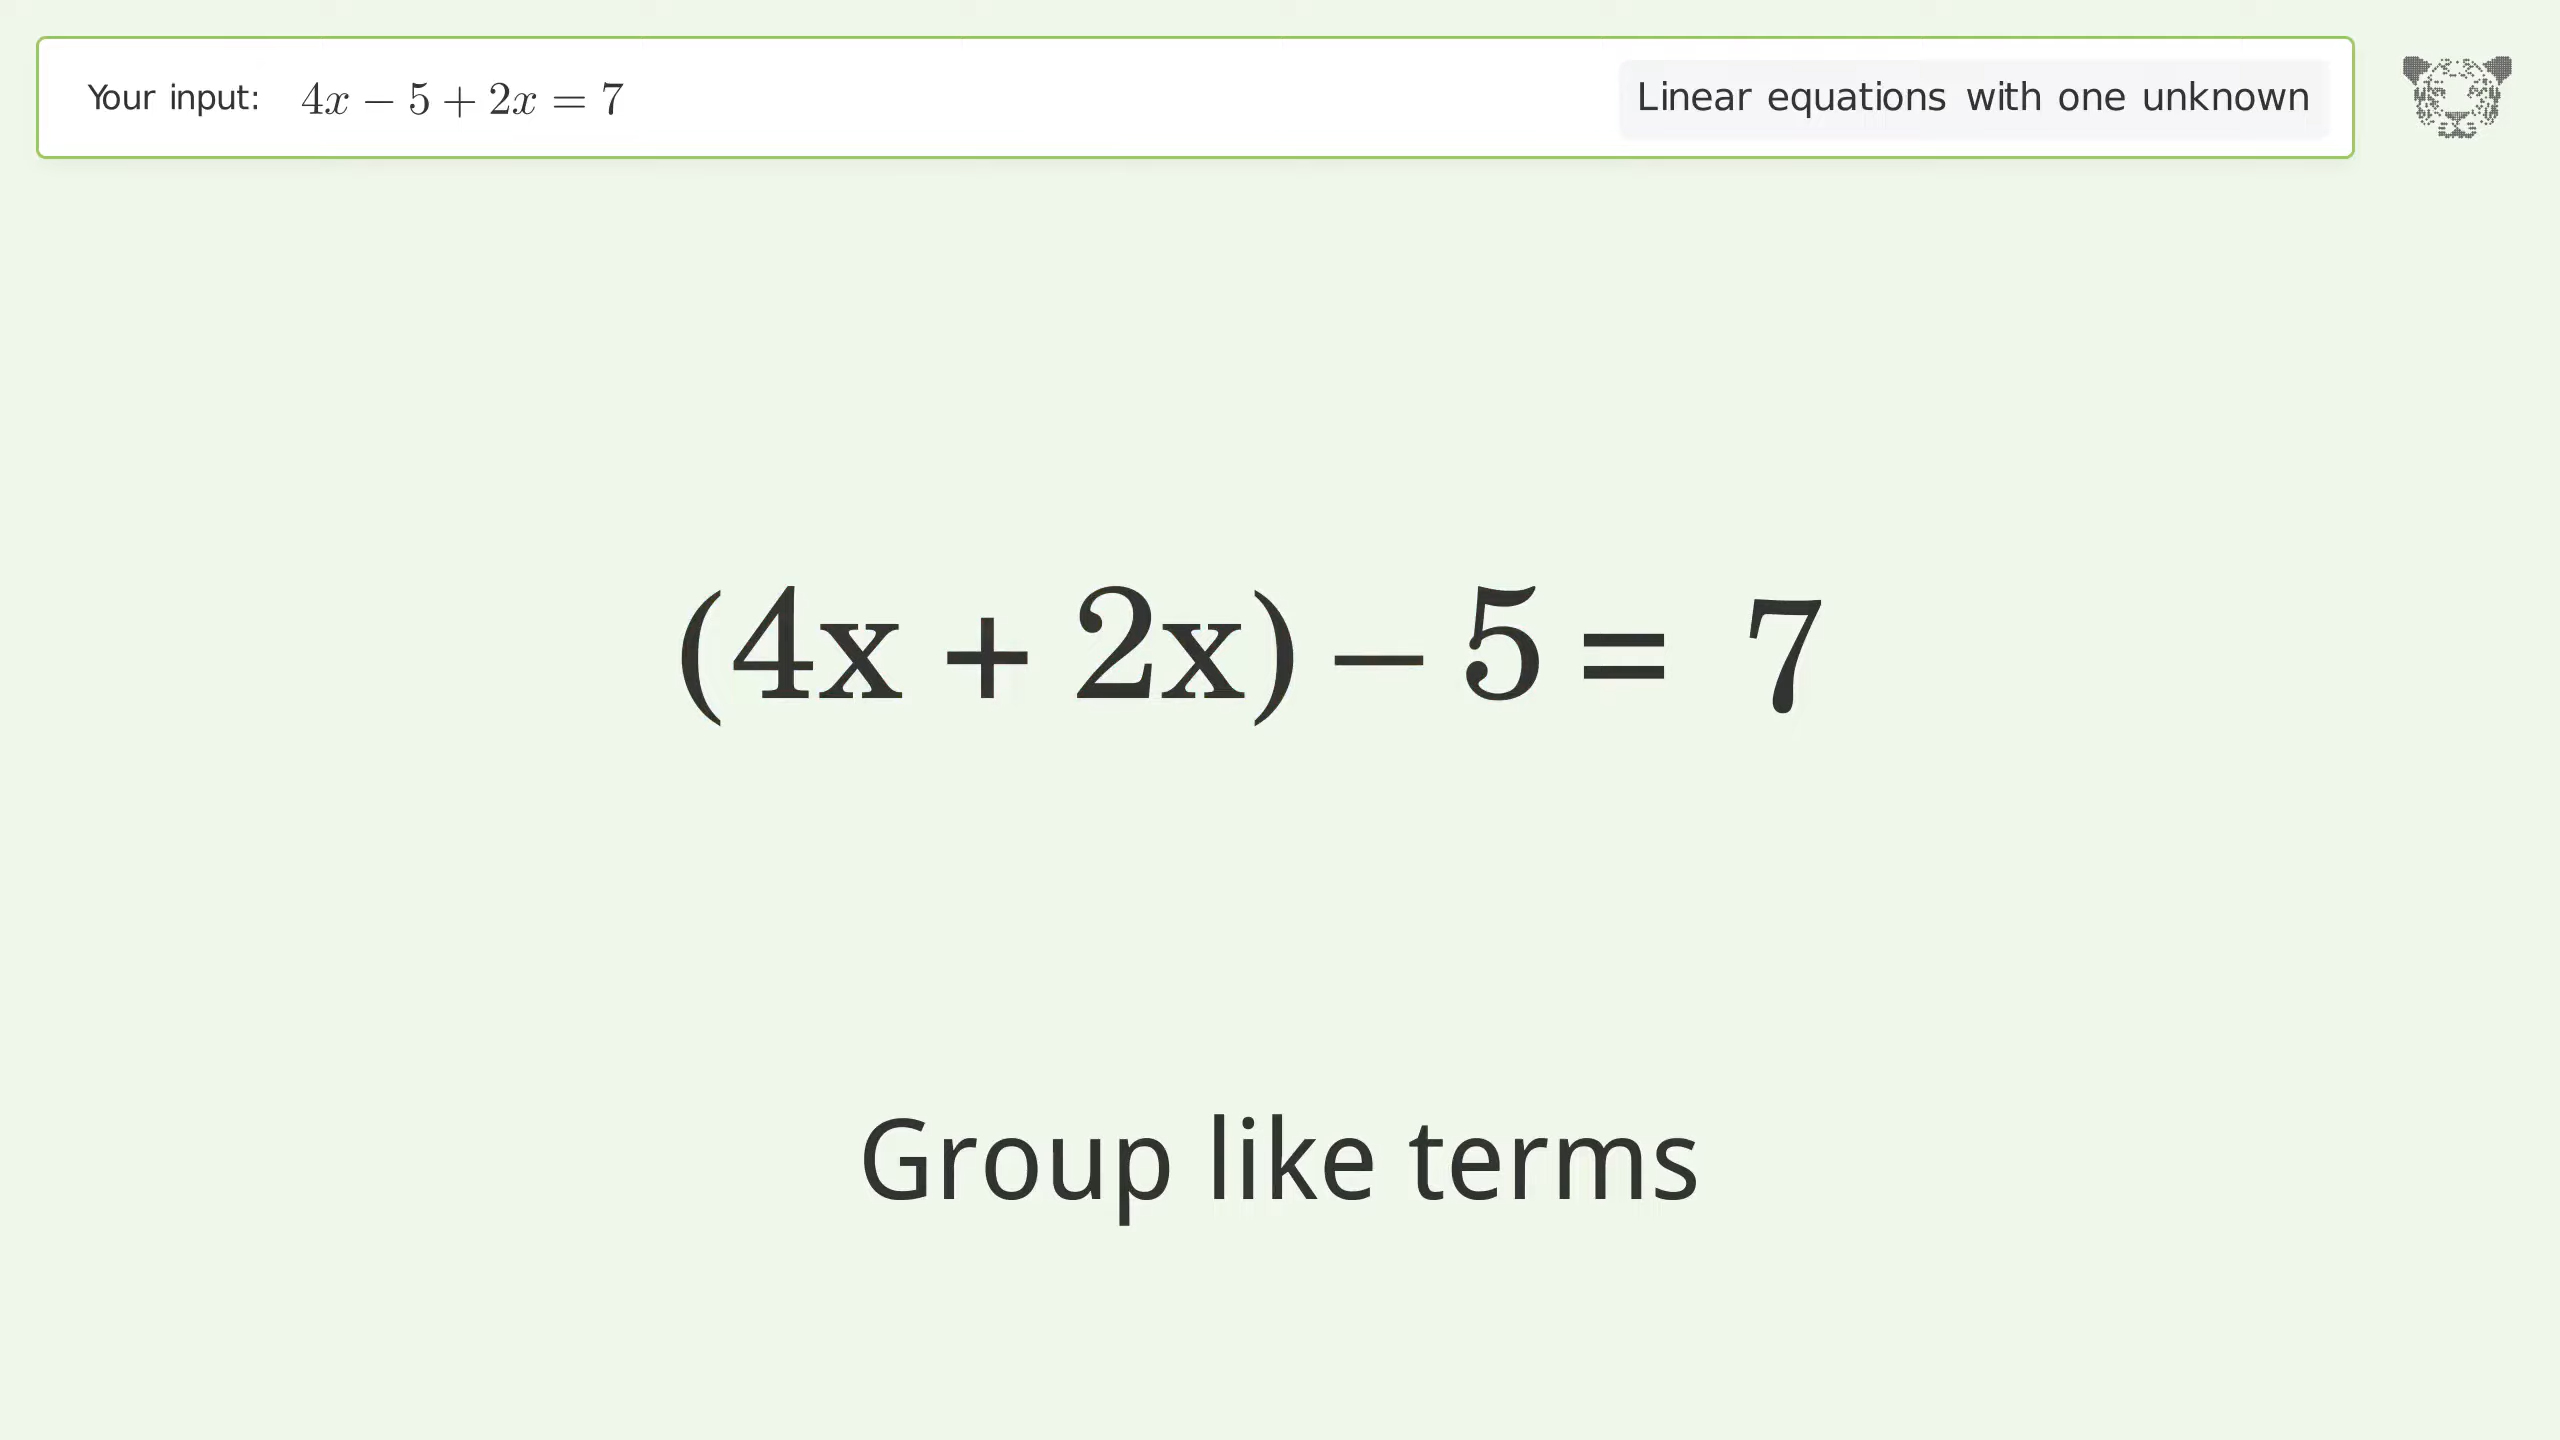 Your input: 4x − 5 + 2x = 7
Linear equations with one unknown
(4x + 2x) − 5 = 7
Group like terms